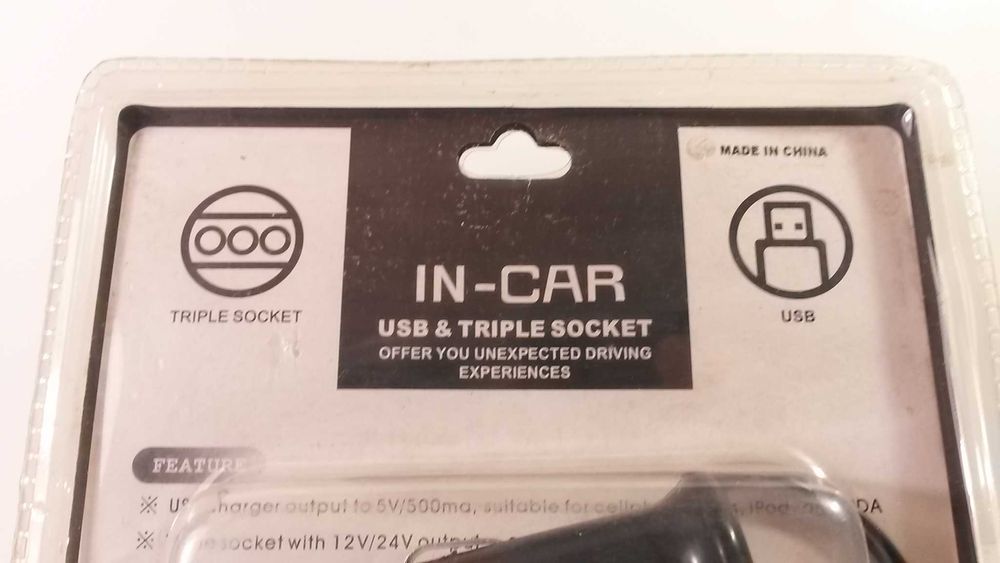 MADE IN CHINA
IN-CAR
USB & TRIPLE SOCKET
OFFER YOU UNEXPECTED DRIVING
EXPERIENCES
TRIPLE SOCKET
USB
FEATURE
※ charger output to 5V/500ma, suitable for
※ socket with 12V/24V